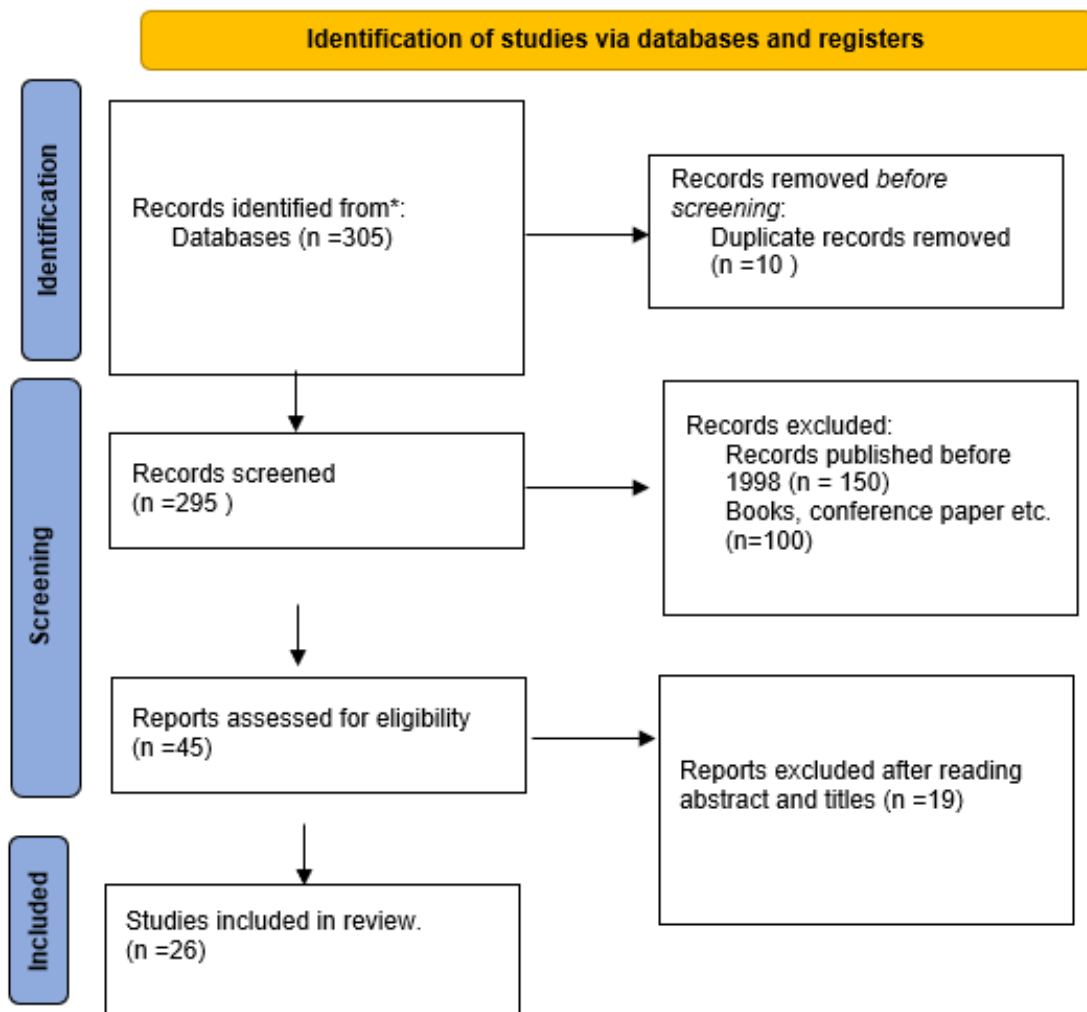 Identification of studies via databases and registers
Identification
Records identified from*:
Databases (n =305)
Records removed before
screening:
Duplicate records removed
(n =10 )
Screening
Records screened
(n =295 )
Records excluded:
Records published before
1998 (n = 150)
Books, conference paper etc.
(n=100)
Reports assessed for eligibility
(n =45)
Reports excluded after reading
abstract and titles (n =19)
Included
Studies included in review.
(n =26)